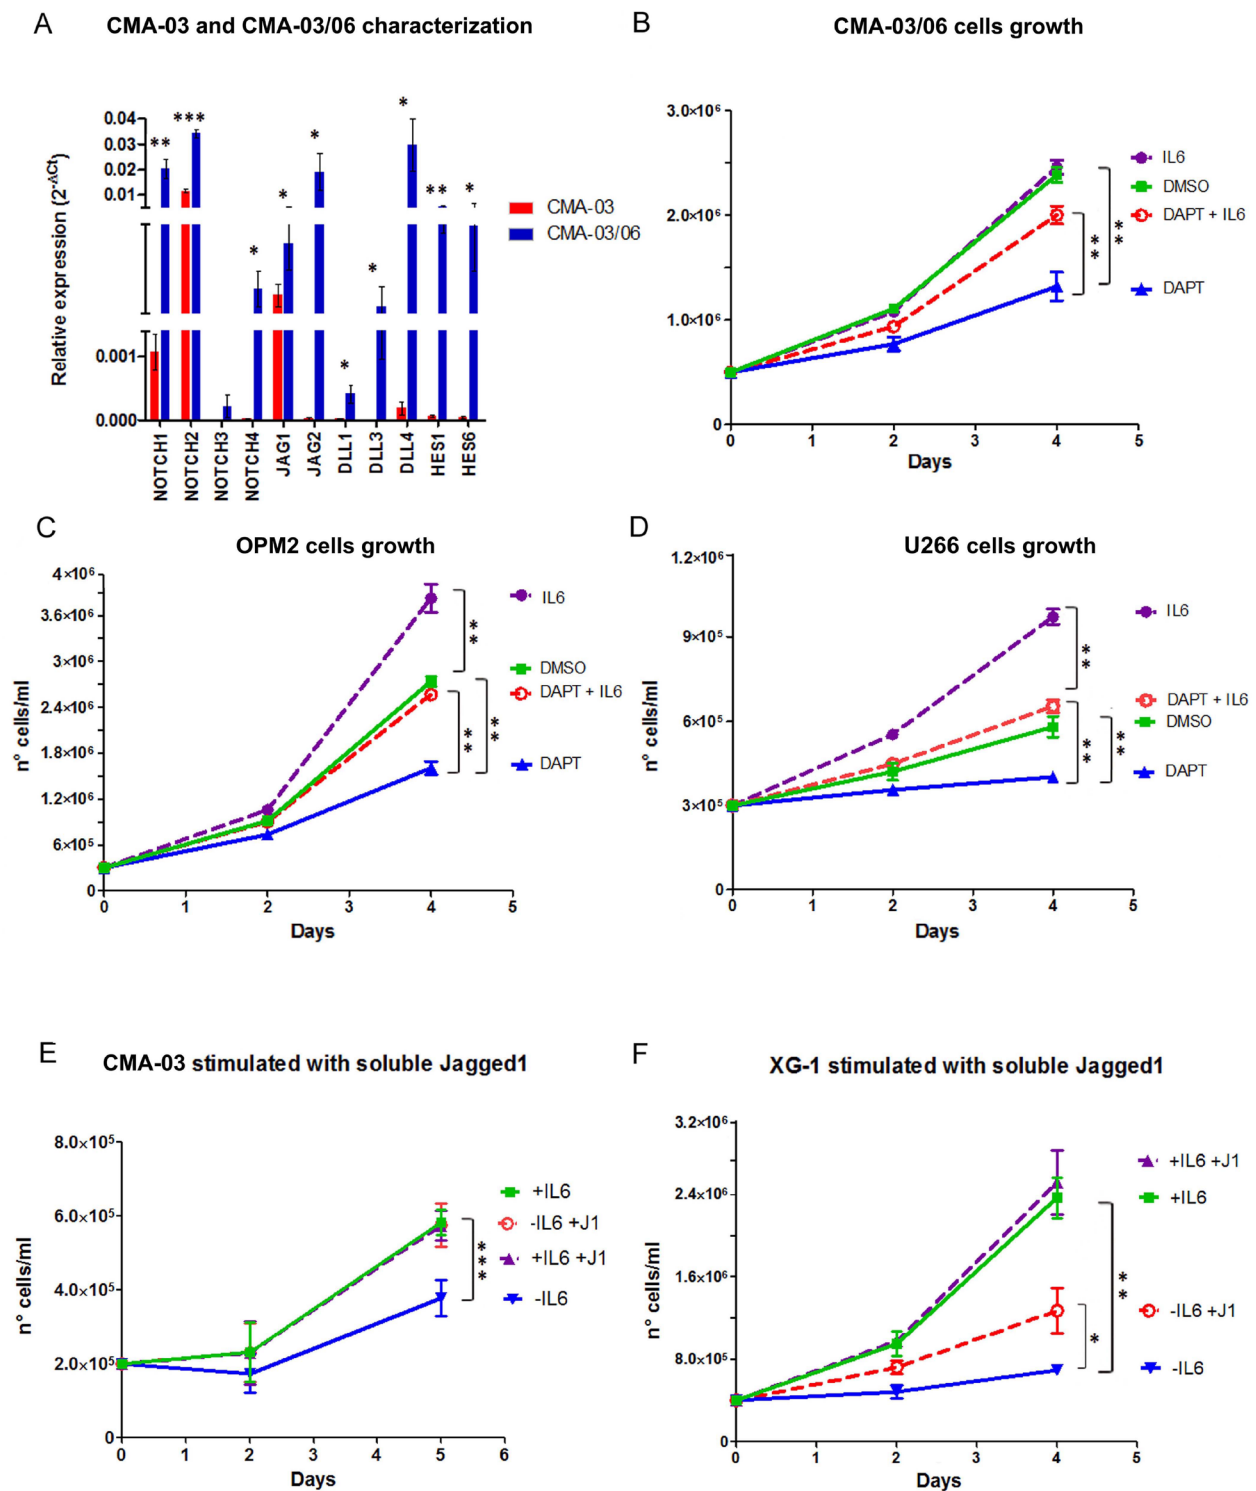 A
CMA-03 and CMA-03/06 characterization
Relative expression (2^-ΔCt)
0.04
0.03
0.02
0.01
0.001
0.000
** *** * * * * * * ** *
NOTCH1
NOTCH2
NOTCH3
NOTCH4
JAG1
JAG2
DLL1
DLL3
DLL4
HES1
HES6
CMA-03
CMA-03/06
B
CMA-03/06 cells growth
3.0×10⁶
2.0×10⁶
1.0×10⁶
0
0 1 2 3 4 5
Days
IL6
DMSO
DAPT + IL6
DAPT
**
**
C
OPM2 cells growth
n° cells/ml
4×10⁶
3.6×10⁶
3×10⁶
2.4×10⁶
1.8×10⁶
1.2×10⁶
6×10⁵
0
0 1 2 3 4 5
Days
IL6
DMSO
DAPT + IL6
DAPT
**
**
**
D
U266 cells growth
n° cells/ml
1.2×10⁶
9×10⁵
6×10⁵
3×10⁵
0
0 1 2 3 4 5
Days
IL6
DAPT + IL6
DMSO
DAPT
**
**
**
E
CMA-03 stimulated with soluble Jagged1
n° cells/ml
8.0×10⁵
6.0×10⁵
4.0×10⁵
2.0×10⁵
0
0 1 2 3 4 5 6
Days
+IL6
-IL6 +J1
+IL6 +J1
-IL6
***
F
XG-1 stimulated with soluble Jagged1
n° cells/ml
3.2×10⁶
2.4×10⁶
1.6×10⁶
8.0×10⁵
0
0 1 2 3 4 5
Days
+IL6 +J1
+IL6
-IL6 +J1
-IL6
**
*